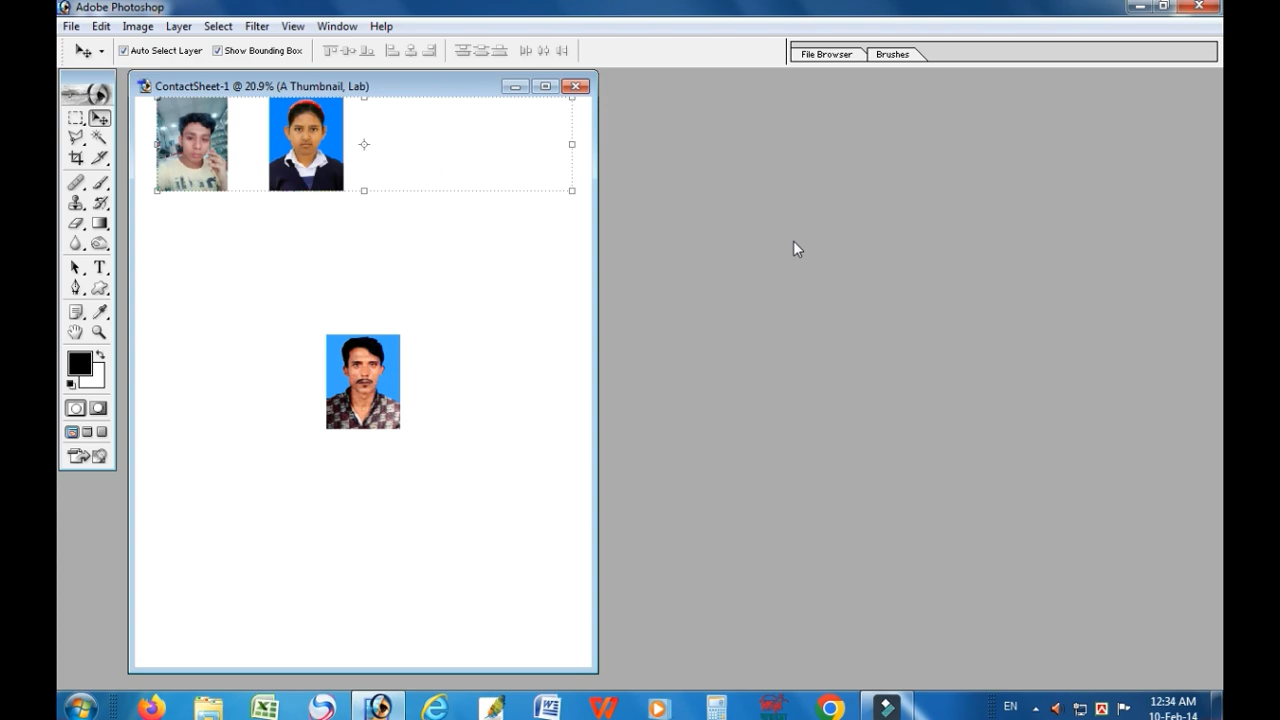 Adobe Photoshop
File Edit Image Layer Select Filter View Window Help
Auto Select Layer Show Bounding Box File Browser Brushes
ContactSheet-1 @ 20.9% (A Thumbnail, Lab)
T
EN 12:34 AM
10-Feb-14